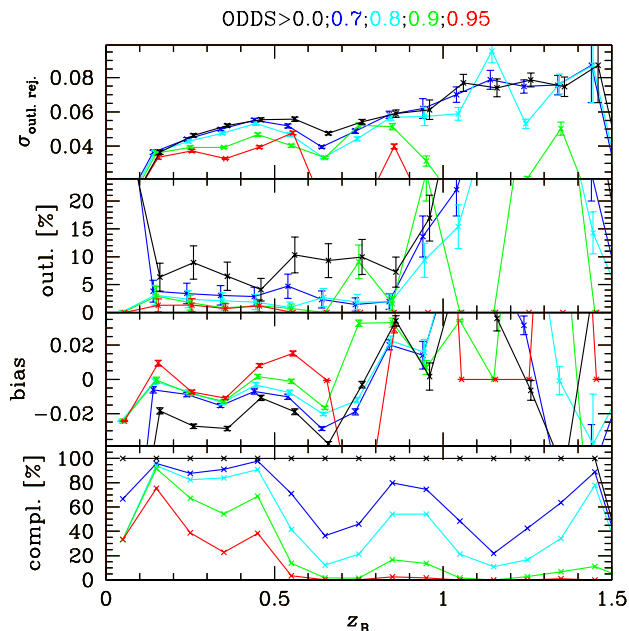 ODDS>0.0;0.7;0.8;0.9;0.95
σoutl. rej.
0.08
0.06
0.04
outl. [%]
20
15
10
5
0
bias
0.02
0
−0.02
compl. [%]
100
80
60
40
20
0
0 0.5 1 1.5
zB